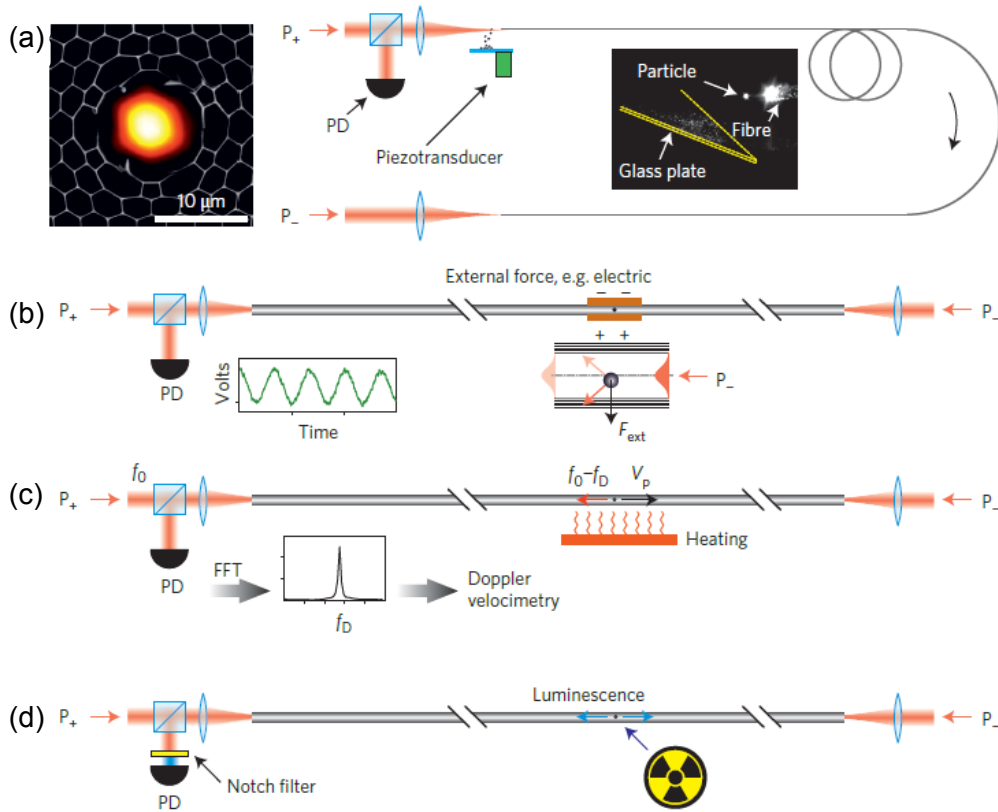 (a)
10 µm
P+
PD
Piezotransducer
Particle
Fibre
Glass plate
P−
(b)
P+
PD
Volts
Time
External force, e.g. electric
− −
+ +
P−
Fext
P−
(c)
f0
P+
PD
FFT
fD
Doppler
velocimetry
f0−fD
Vp
Heating
P−
(d)
P+
PD
Notch filter
Luminescence
P−